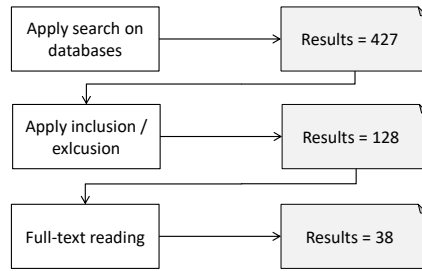 Apply search on
databases
Results = 427
Apply inclusion /
exlcusion
Results = 128
Full-text reading
Results = 38